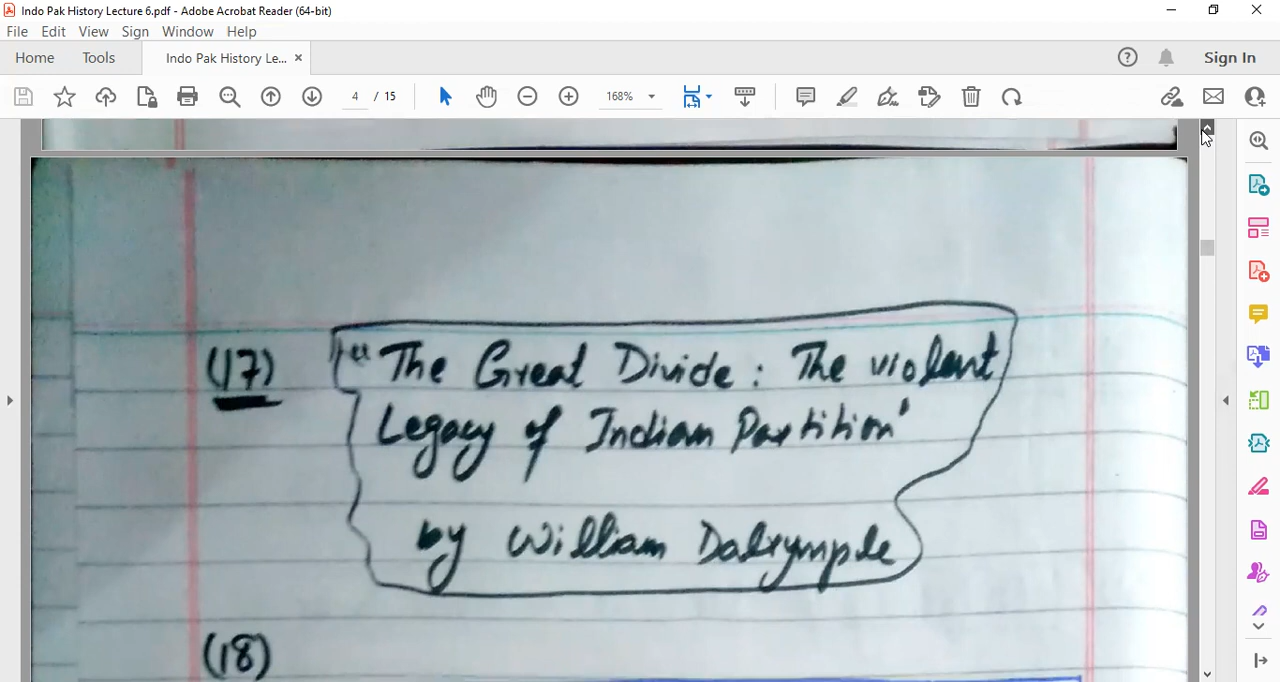 Indo Pak History Lecture 6.pdf - Adobe Acrobat Reader (64-bit)
File Edit View Sign Window Help
Home Tools Indo Pak History Le... × Sign In
4 / 15 168%
(17) "The Great Divide: The violent
Legacy of Indian Partition'
by William Dalrymple
(18)